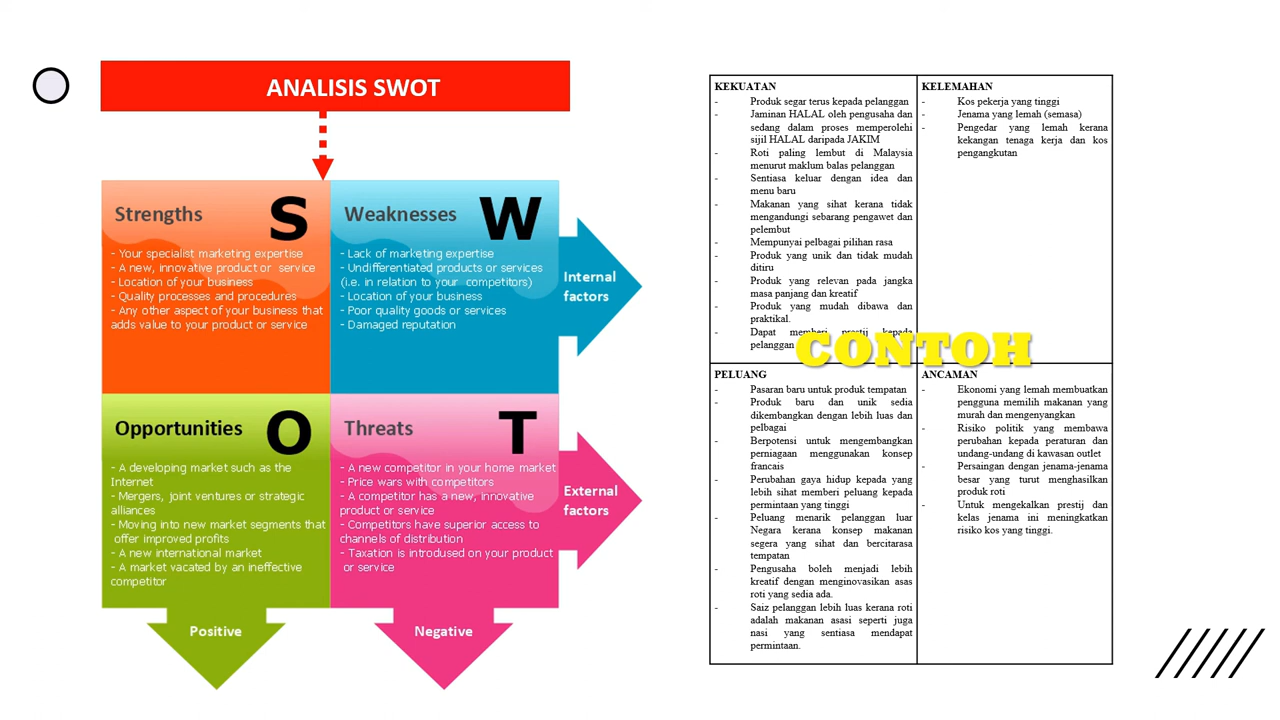 ANALISIS SWOT
Strengths
S
- Your specialist marketing expertise
- A new, innovative product or service
- Location of your business
- Quality processes and procedures
- Any other aspect of your business that
adds value to your product or service
Weaknesses
W
- Lack of marketing expertise
- Undifferentiated products or services
(i.e. in relation to your competitors)
- Location of your business
- Poor quality goods or services
- Damaged reputation
Internal
factors
Opportunities
O
- A developing market such as the
Internet
- Mergers, joint ventures or strategic
alliances
- Moving into new market segments that
offer improved profits
- A new international market
- A market vacated by an ineffective
competitor
Threats
T
- A new competitor in your home market
- Price wars with competitors
- A competitor has a new, innovative
product or service
- Competitors have superior access to
channels of distribution
- Taxation is introdused on your product
or service
External
factors
Positive
Negative
KEKUATAN
- Produk segar terus kepada pelanggan
- Jaminan HALAL oleh pengusaha dan
sedang dalam proses memperolehi
sijil HALAL daripada JAKIM
- Roti paling lembut di Malaysia
menurut maklum balas pelanggan
- Sentiasa keluar dengan idea dan
menu baru
- Makanan yang sihat kerana tidak
mengandungi sebarang pengawet dan
pelembut
- Mempunyai pelbagai pilihan rasa
- Produk yang unik dan tidak mudah
ditiru
- Produk yang relevan pada jangka
masa panjang dan kreatif
- Produk yang mudah dibawa dan
praktikal.
- Dapat memberi prestij kepada
pelanggan
KELEMAHAN
- Kos pekerja yang tinggi
- Jenama yang lemah (semasa)
- Pengedar yang lemah kerana
kekangan tenaga kerja dan kos
pengangkutan
CONTOH
PELUANG
- Pasaran baru untuk produk tempatan
- Produk baru dan unik sedia
dikembangkan dengan lebih luas dan
pelbagai
- Berpotensi untuk mengembangkan
perniagaan menggunakan konsep
francais
- Perubahan gaya hidup kepada yang
lebih sihat memberi peluang kepada
permintaan yang tinggi
- Peluang menarik pelanggan luar
Negara kerana konsep makanan
segera yang sihat dan bercitarasa
tempatan
- Pengusaha boleh menjadi lebih
kreatif dengan menginovasikan asas
roti yang sedia ada.
- Saiz pelanggan lebih luas kerana roti
adalah makanan asasi seperti juga
nasi yang sentiasa mendapat
permintaan.
ANCAMAN
- Ekonomi yang lemah membuatkan
pengguna memilih makanan yang
murah dan mengenyangkan
- Risiko politik yang membawa
perubahan kepada peraturan dan
undang-undang di kawasan outlet
- Persaingan dengan jenama-jenama
besar yang turut menghasilkan
produk roti
- Untuk mengekalkan prestij dan
kelas jenama ini meningkatkan
risiko kos yang tinggi.